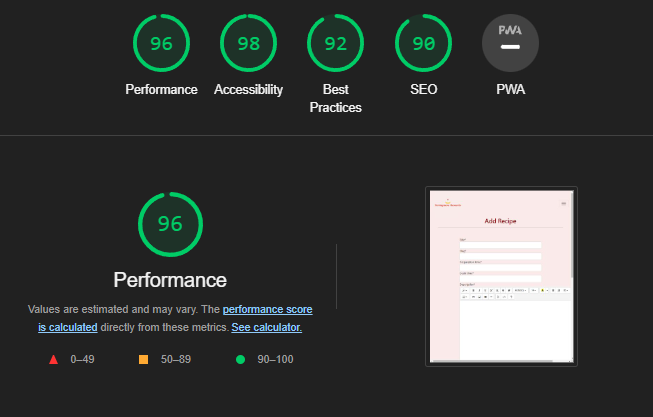 96
98
92
90
PWA
Performance
Accessibility
Best
Practices
SEO
PWA
96
Performance
Values are estimated and may vary. The performance score
is calculated directly from these metrics. See calculator.
0–49
50–89
90–100
Add Recipe